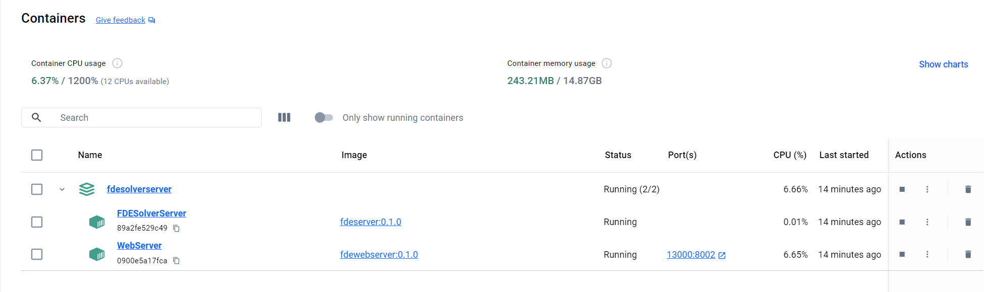 Containers Give feedback
Container CPU usage Container memory usage Show charts
6.37% / 1200% (12 CPUs available) 243.21MB / 14.87GB
Search Only show running containers
Name Image Status Port(s) CPU (%) Last started Actions
fdesolverserver Running (2/2) 6.66% 14 minutes ago
FDESolverServer
89a2fe529c49 fdeserver:0.1.0 Running 0.01% 14 minutes ago
WebServer
0900e5a17fca fdewebserver:0.1.0 Running 13000:8002 6.65% 14 minutes ago